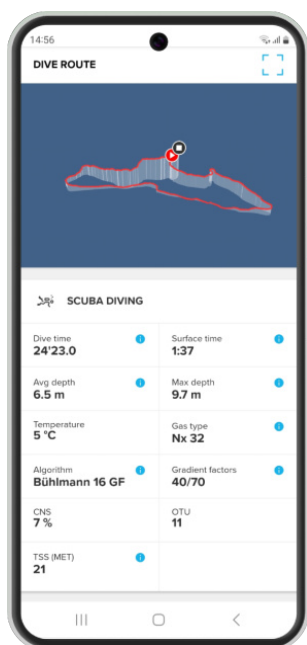 14:56
DIVE ROUTE
SCUBA DIVING
Dive time
24'23.0
Surface time
1:37
Avg depth
6.5 m
Max depth
9.7 m
Temperature
5 °C
Gas type
Nx 32
Algorithm
Bühlmann 16 GF
Gradient factors
40/70
CNS
7 %
OTU
11
TSS (MET)
21